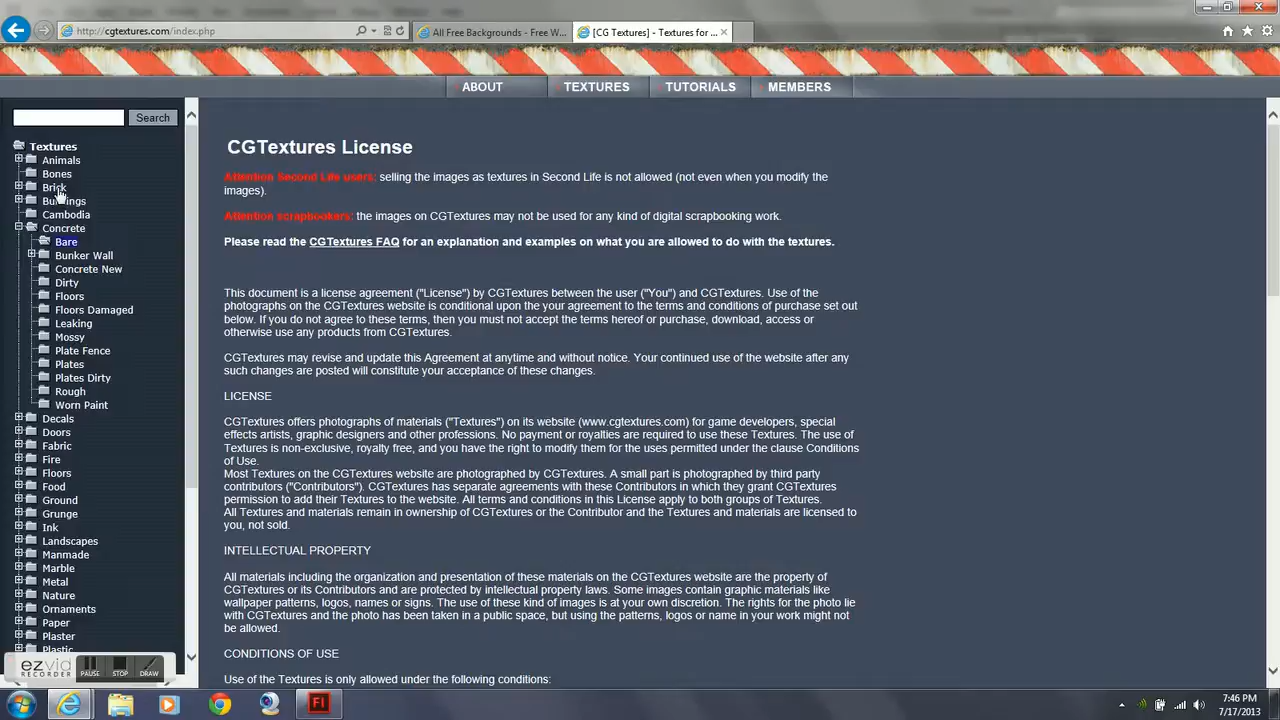 http://cgtextures.com/index.php
All Free Backgrounds - Free W...
[CG Textures] - Textures for ...
ABOUT
TEXTURES
TUTORIALS
MEMBERS
Search
Textures
Animals
Bones
Brick
Buildings
Cambodia
Concrete
Bare
Bunker Wall
Concrete New
Dirty
Floors
Floors Damaged
Leaking
Mossy
Plate Fence
Plates
Plates Dirty
Rough
Worn Paint
Decals
Doors
Fabric
Fire
Floors
Food
Ground
Grunge
Ink
Landscapes
Manmade
Marble
Metal
Nature
Ornaments
Paper
Plaster
Plastic
CGTextures License
Attention Second Life users: selling the images as textures in Second Life is not allowed (not even when you modify the
images).
Attention scrapbookers: the images on CGTextures may not be used for any kind of digital scrapbooking work.
Please read the CGTextures FAQ for an explanation and examples on what you are allowed to do with the textures.
This document is a license agreement ("License") by CGTextures between the user ("You") and CGTextures. Use of the
photographs on the CGTextures website is conditional upon the agreement to the terms and conditions of purchase set out
below. If you do not agree to these terms, then you must not accept the terms hereof or purchase, download, access or
otherwise use any products from CGTextures.
CGTextures may revise and update this Agreement at anytime and without notice. Your continued use of the website after any
such changes are posted will constitute your acceptance of these changes.
LICENSE
CGTextures offers photographs of materials ("Textures") on its website (www.cgtextures.com) for game developers, special
effects artists, graphic designers and other professions. No payment or royalties are required to use these Textures. The use of
Textures is non-exclusive, royalty free, and you have the right to modify them for the uses permitted under the clause Conditions
of Use.
Most Textures on the CGTextures website are photographed by CGTextures. A small part is photographed by third party
contributors ("Contributors"). CGTextures has separate agreements with these Contributors in which they grant CGTextures
permission to add their Textures to the website. All terms and conditions in this License apply to both groups of Textures.
All Textures and materials remain in ownership of CGTextures or the Contributor and the Textures and materials are licensed to
you, not sold.
INTELLECTUAL PROPERTY
All materials including the organization and presentation of these materials on the CGTextures website are the property of
CGTextures or its Contributors and are protected by intellectual property laws. Some images contain graphic materials like
wallpaper patterns, logos, names or signs. The use of these kind of images is at your own discretion. The rights for the photo lie
with CGTextures and the photo has been taken in a public space, but using the patterns, logos or name in your work might not
be allowed.
CONDITIONS OF USE
Use of the Textures is only allowed under the following conditions:
ezvid
RECORDER
PAUSE
STOP
DRAW
Fl
7:46 PM
7/17/2013